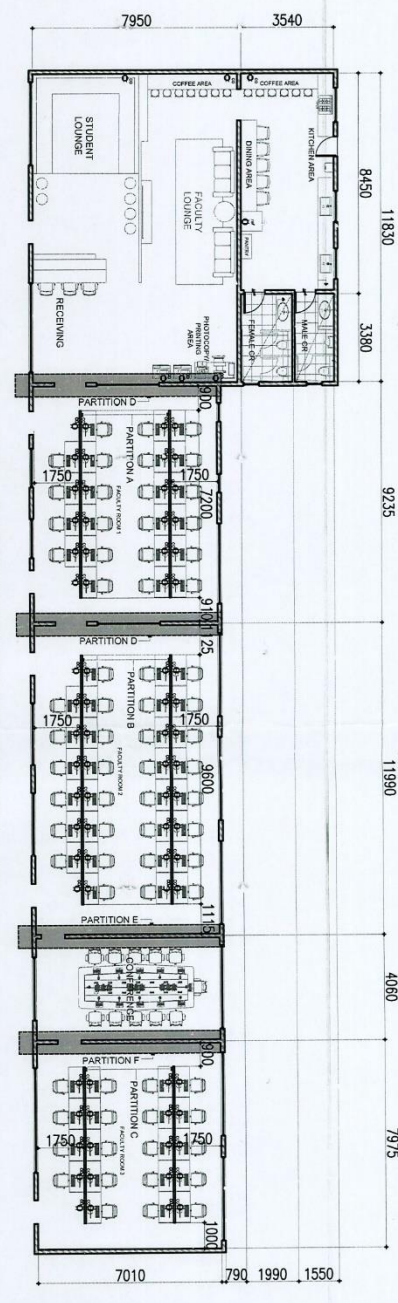 7950
3540
COFFEE AREA
COFFEE AREA
KITCHEN AREA
STUDENT
LOUNGE
FACULTY
LOUNGE
DINING AREA
PANTRY
8450
11830
RECEIVING
PHOTOCOPY/
PRINTING
AREA
FEMALE CR
MALE CR
3380
PARTITION D
900
PARTITION A
FACULTY ROOM 1
1750
1750
7200
9235
910
1125
PARTITION D
PARTITION B
FACULTY ROOM 2
1750
1750
9600
11990
PARTITION E
1115
CONFERENCE
4060
PARTITION F
900
PARTITION C
FACULTY ROOM 3
1750
1750
7975
1000
7010
790
1990
1550